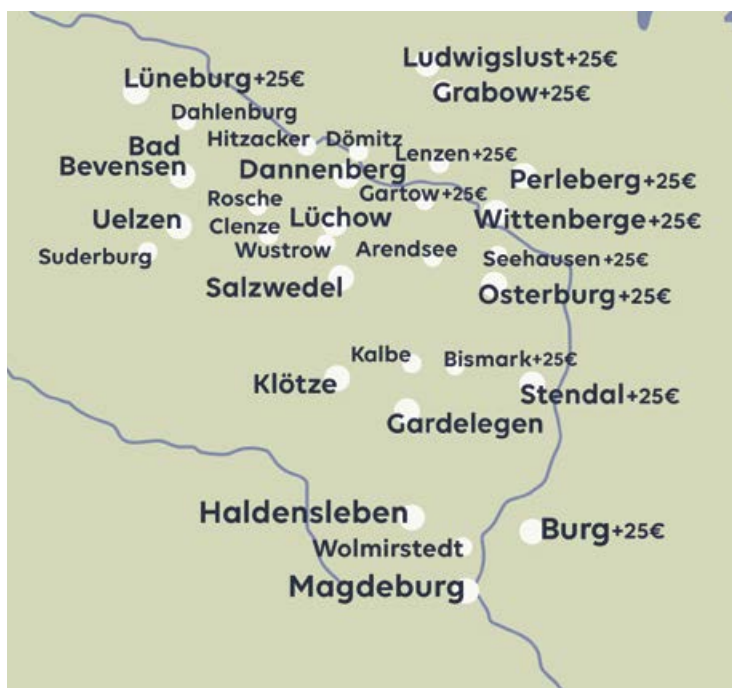 Ludwigslust+25€
Lüneburg+25€
Grabow+25€
Dahlenburg
Bad
Bevensen
Hitzacker
Dömitz
Lenzen+25€
Dannenberg
Perleberg+25€
Rosche
Gartow+25€
Uelzen
Clenze
Lüchow
Wittenberge+25€
Suderburg
Wustrow
Arendsee
Seehausen+25€
Salzwedel
Osterburg+25€
Kalbe
Bismark+25€
Klötze
Stendal+25€
Gardelegen
Haldensleben
Burg+25€
Wolmirstedt
Magdeburg